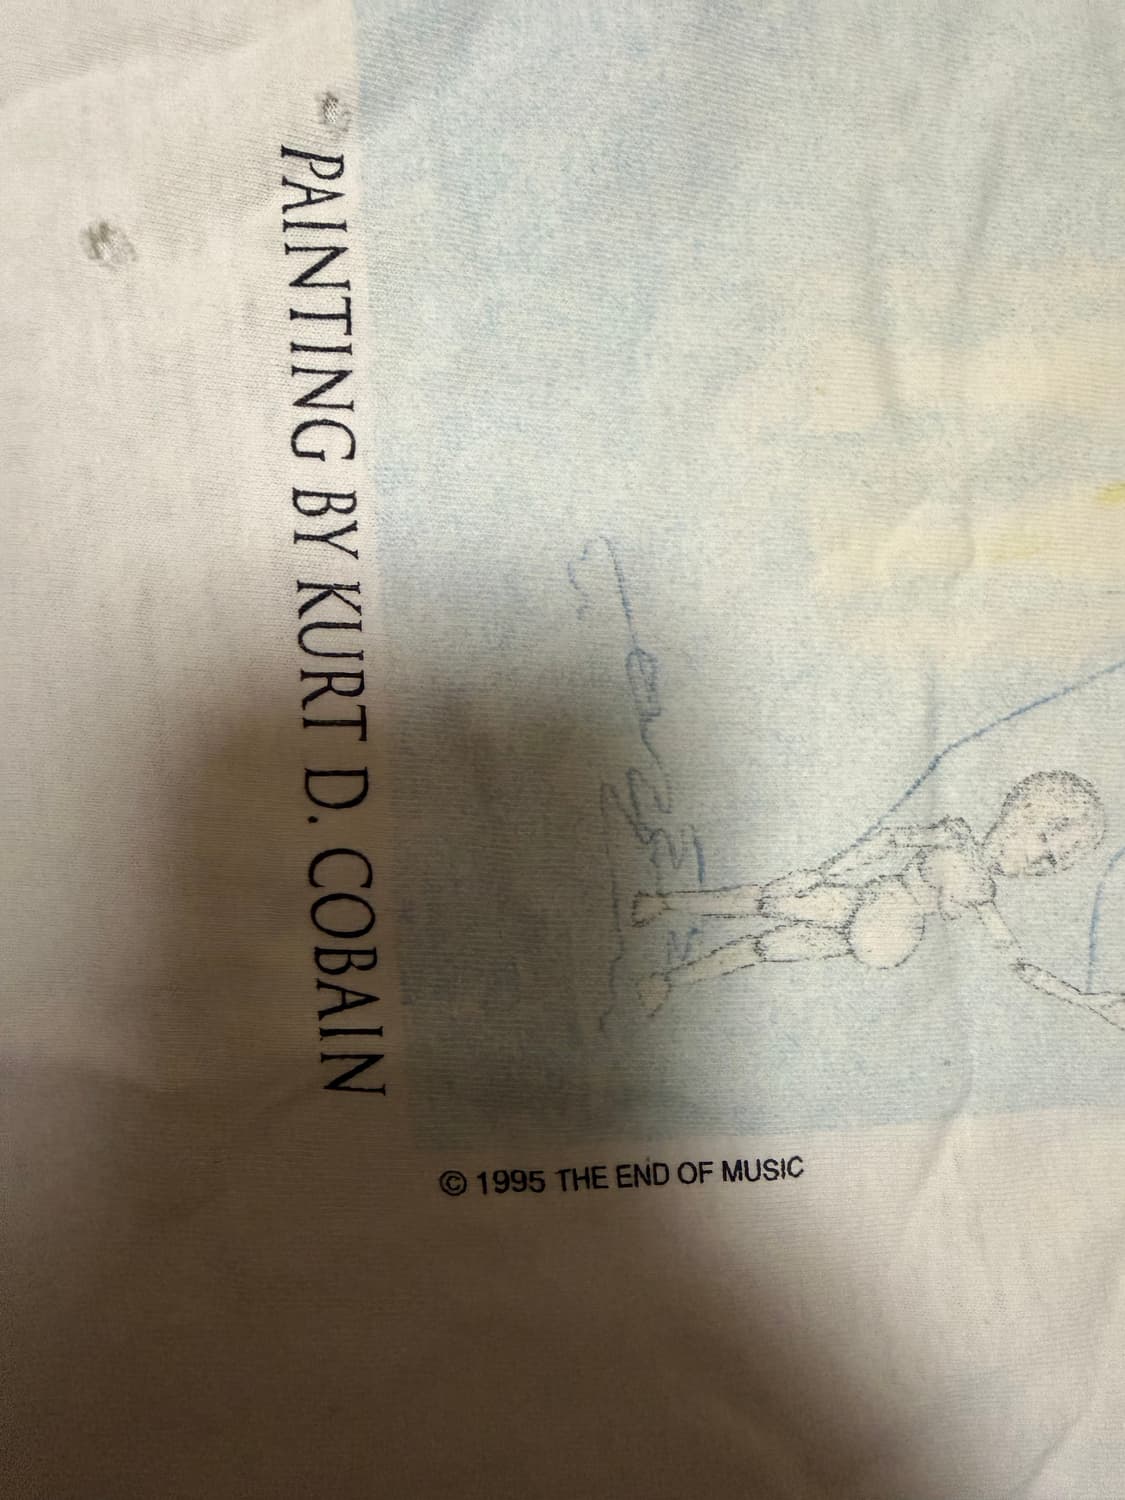 PAINTING BY KURT D. COBAIN
© 1995 THE END OF MUSIC